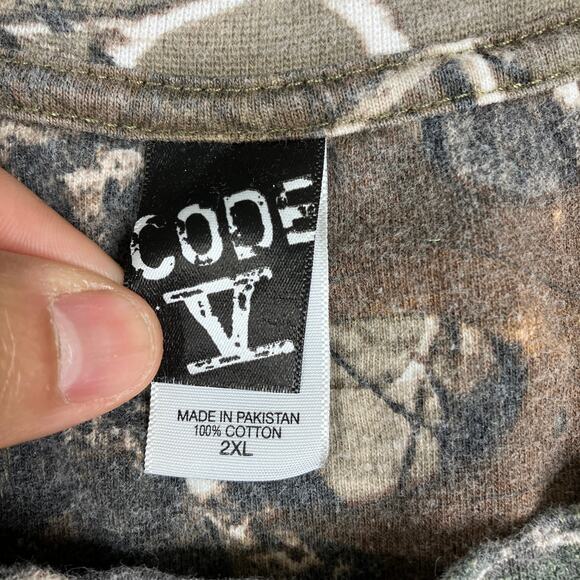 CODE
V
MADE IN PAKISTAN
100% COTTON
2XL